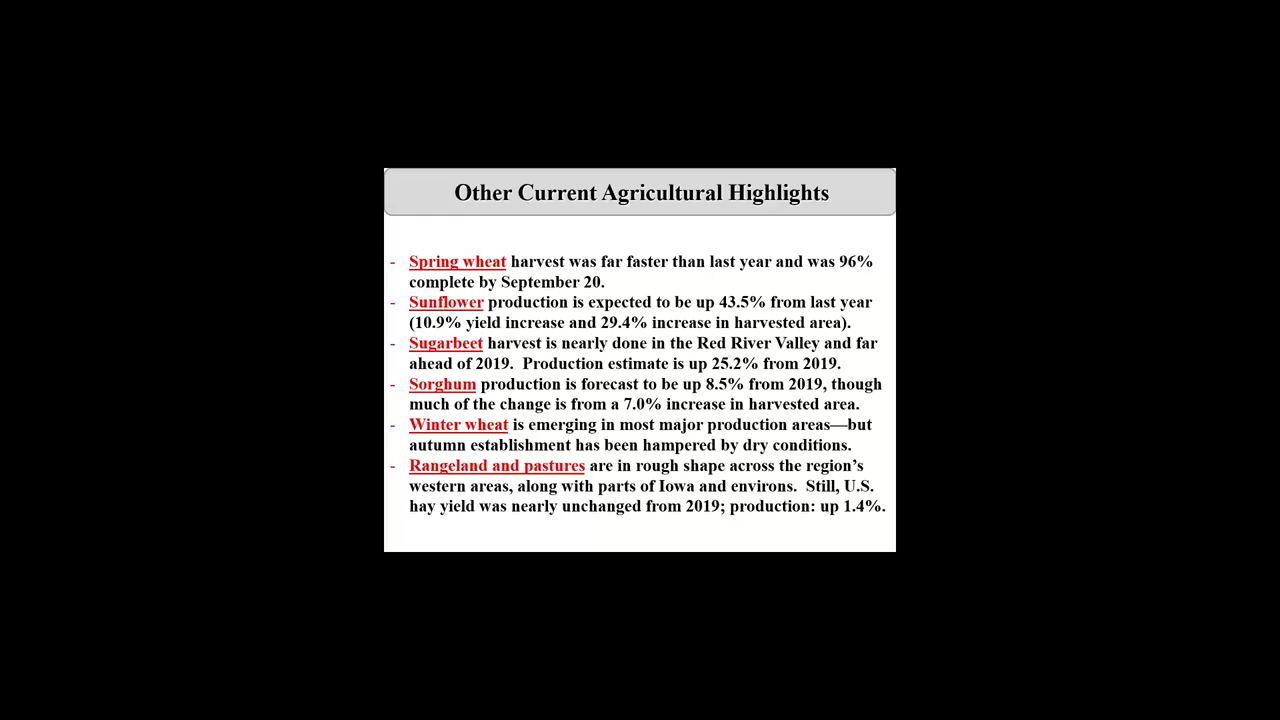 Other Current Agricultural Highlights
- Spring wheat harvest was far faster than last year and was 96%
complete by September 20.
- Sunflower production is expected to be up 43.5% from last year
(10.9% yield increase and 29.4% increase in harvested area).
- Sugarbeet harvest is nearly done in the Red River Valley and far
ahead of 2019.  Production estimate is up 25.2% from 2019.
- Sorghum production is forecast to be up 8.5% from 2019, though
much of the change is from a 7.0% increase in harvested area.
- Winter wheat is emerging in most major production areas—but
autumn establishment has been hampered by dry conditions.
- Rangeland and pastures are in rough shape across the region’s
western areas, along with parts of Iowa and environs.  Still, U.S.
hay yield was nearly unchanged from 2019; production: up 1.4%.